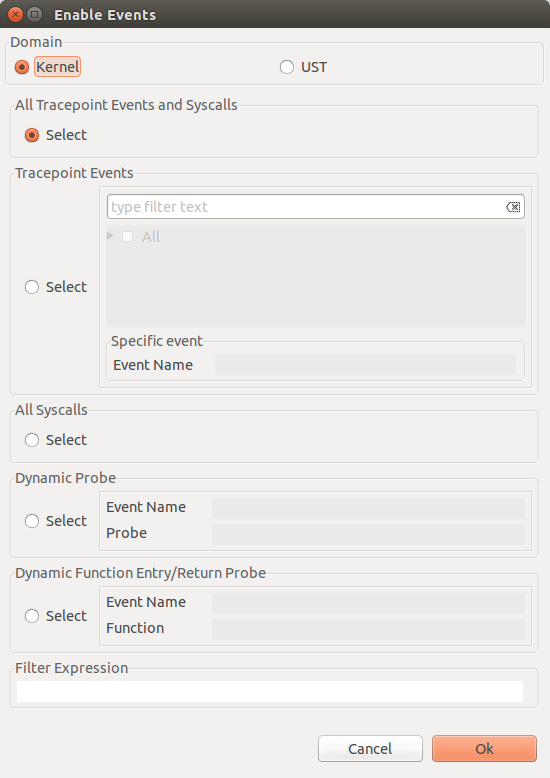 Enable Events
Domain
Kernel
UST
All Tracepoint Events and Syscalls
Select
Tracepoint Events
Select
type filter text
All
Specific event
Event Name
All Syscalls
Select
Dynamic Probe
Select
Event Name
Probe
Dynamic Function Entry/Return Probe
Select
Event Name
Function
Filter Expression
Cancel
Ok